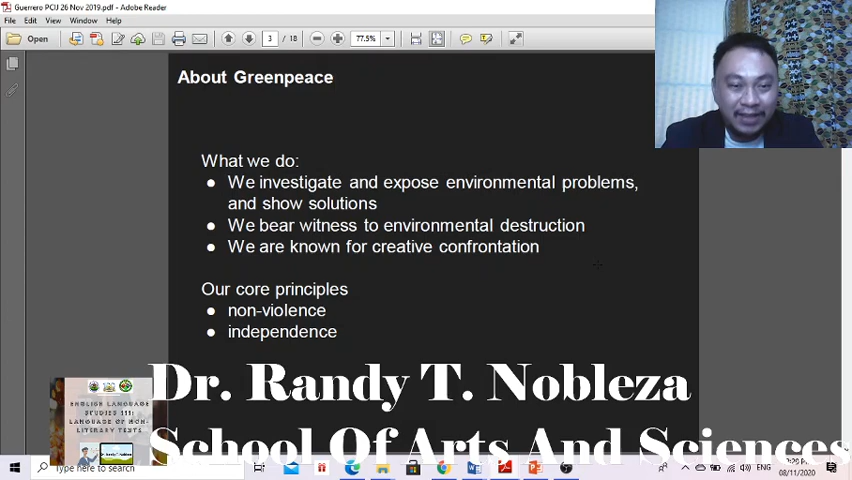 Guerrero PCIJ 26 Nov 2019.pdf - Adobe Reader
File Edit View Window Help
Open 3 / 18 77.5%
About Greenpeace
What we do:
● We investigate and expose environmental problems,
and show solutions
● We bear witness to environmental destruction
● We are known for creative confrontation
Our core principles
● non-violence
● independence
Dr. Randy T. Nobleza
School Of Arts And Sciences
ENGLISH LANGUAGE
STUDIES 111:
LANGUAGE OF NON-
LITERARY TEXTS
Type here to search
ENG
08/11/2020